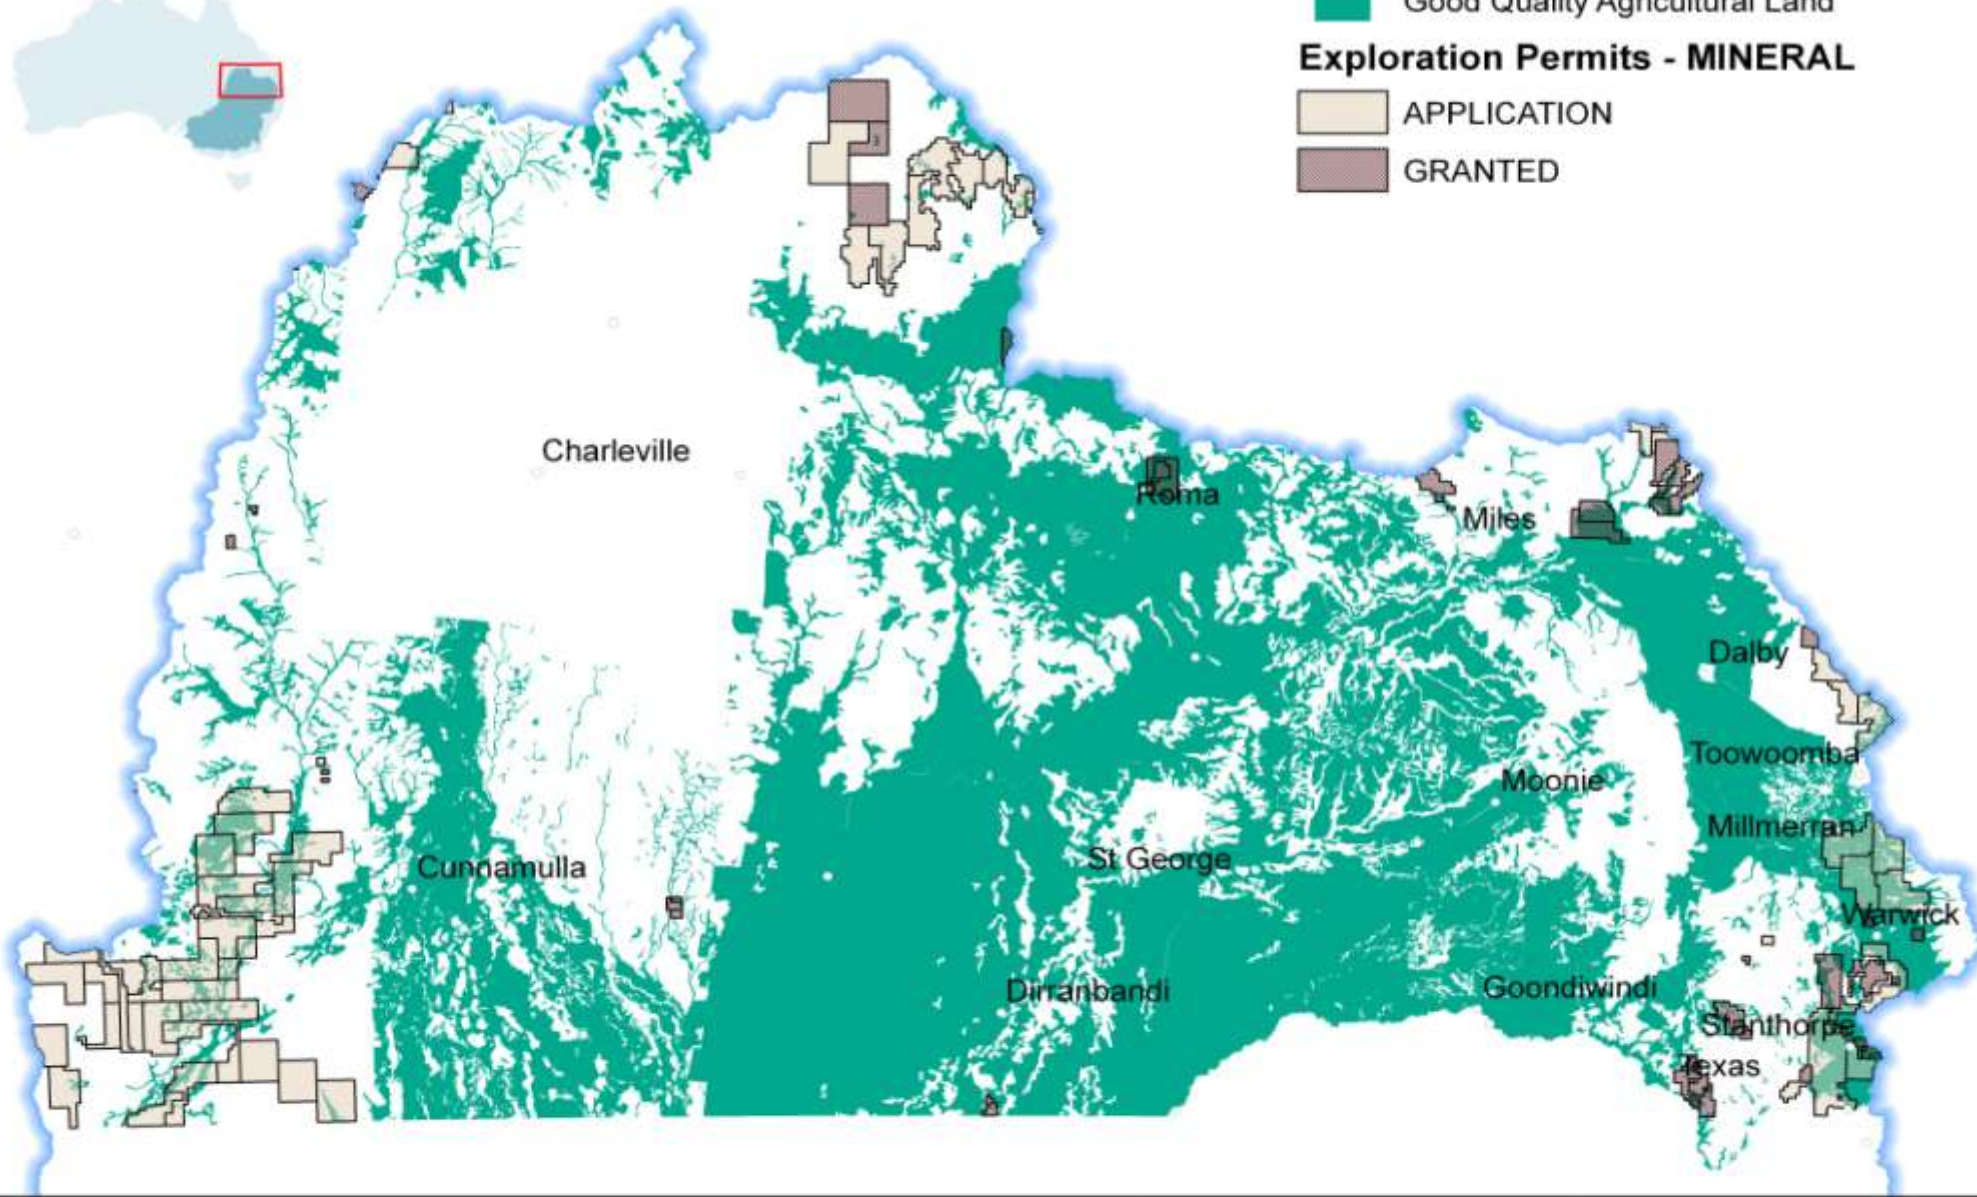 Good Quality Agricultural Land
Exploration Permits - MINERAL
APPLICATION
GRANTED
Charleville
Roma
Miles
Dalby
Toowoomba
Moonie
Millmerran
St George
Cunnamulla
Warwick
Dirranbandi
Goondiwindi
Stanthorpe
Texas